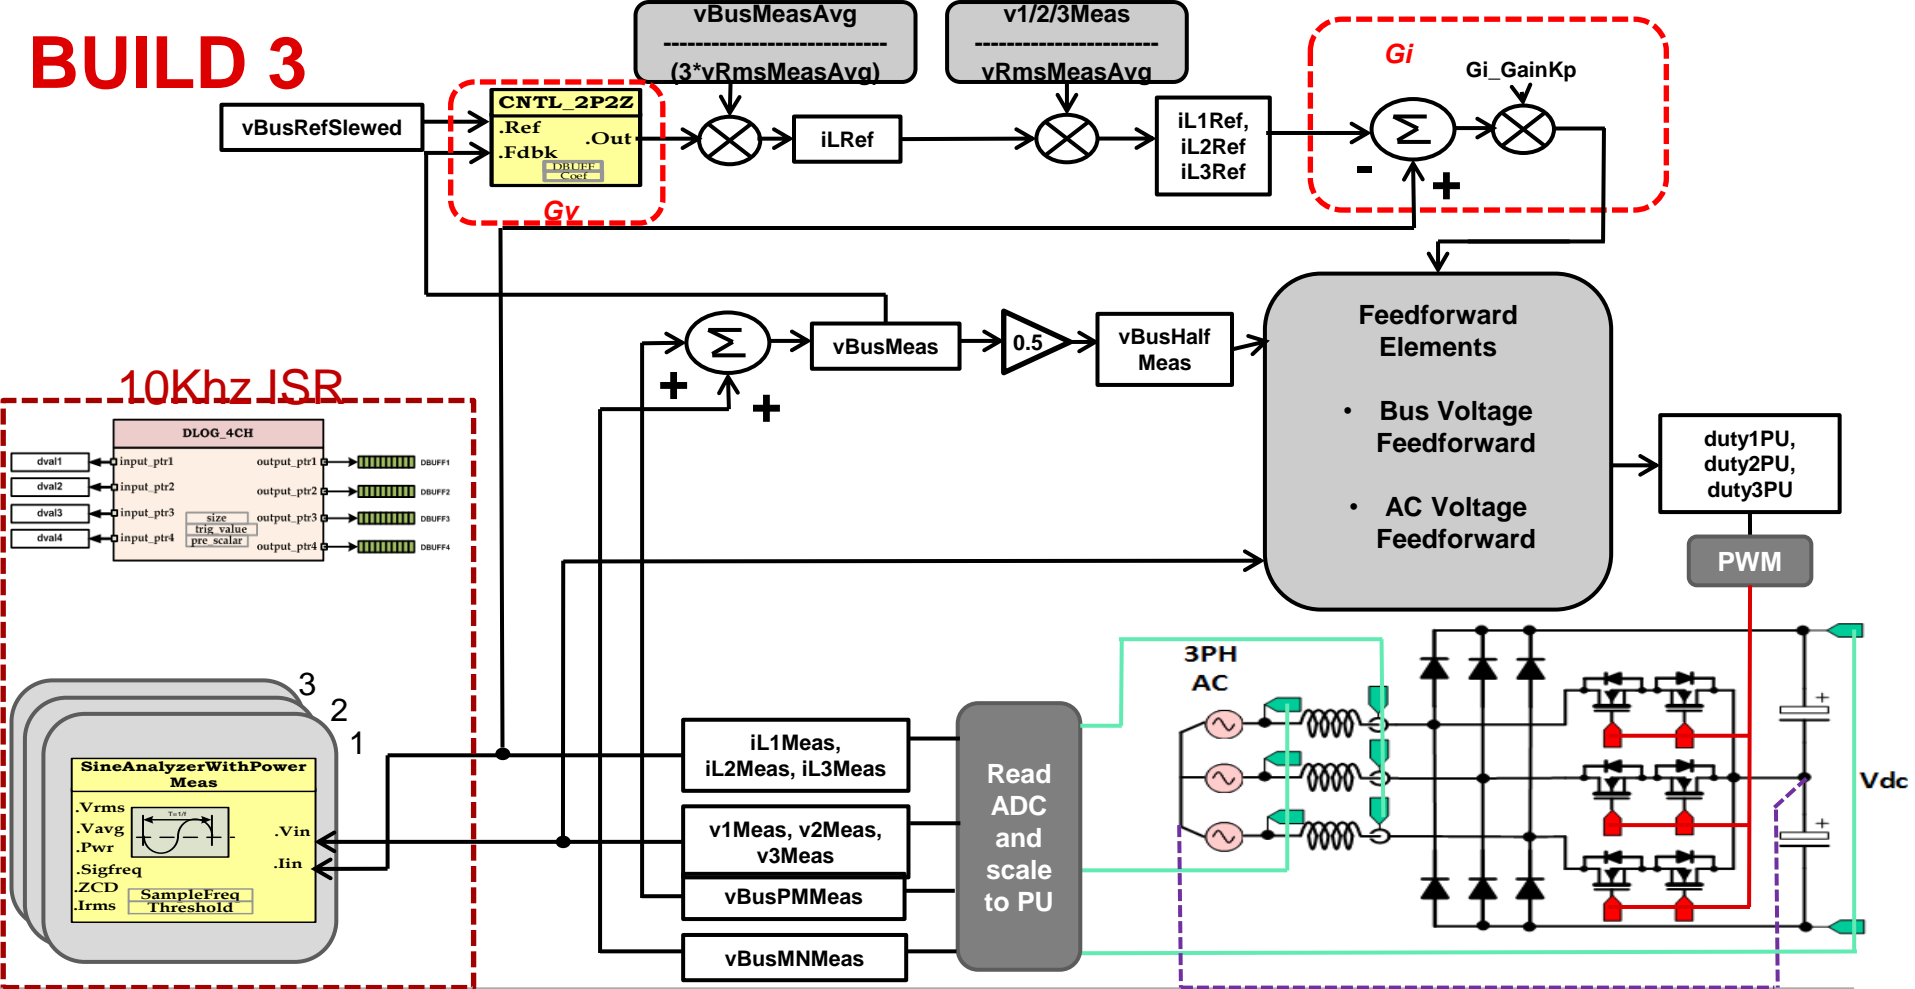 BUILD 3
vBusMeasAvg
----------------------------
(3*vRmsMeasAvg)
v1/2/3Meas
-----------------------
vRmsMeasAvg
Gi
Gi_GainKp
vBusRefSlewed
CNTL_2P2Z
.Ref
.Out
.Fdbk
DBUFF
Coef
Gv
iLRef
iL1Ref,
iL2Ref
iL3Ref
Σ
-
+
Σ
+
+
vBusMeas
0.5
vBusHalf
Meas
Feedforward
Elements
• Bus Voltage
Feedforward
• AC Voltage
Feedforward
duty1PU,
duty2PU,
duty3PU
PWM
10Khz ISR
DLOG_4CH
dval1
input_ptr1
output_ptr1
DBUFF1
dval2
input_ptr2
output_ptr2
DBUFF2
dval3
input_ptr3
output_ptr3
DBUFF3
dval4
input_ptr4
output_ptr4
DBUFF4
size
trig_value
pre_scalar
3
2
1
SineAnalyzerWithPower
Meas
.Vrms
.Vavg
.Pwr
.Sigfreq
.ZCD
.Irms
T=1/f
.Vin
.Iin
SampleFreq
Threshold
iL1Meas,
iL2Meas, iL3Meas
v1Meas, v2Meas,
v3Meas
vBusPMMeas
vBusMNMeas
Read
ADC
and
scale
to PU
3PH
AC
+
+
Vdc